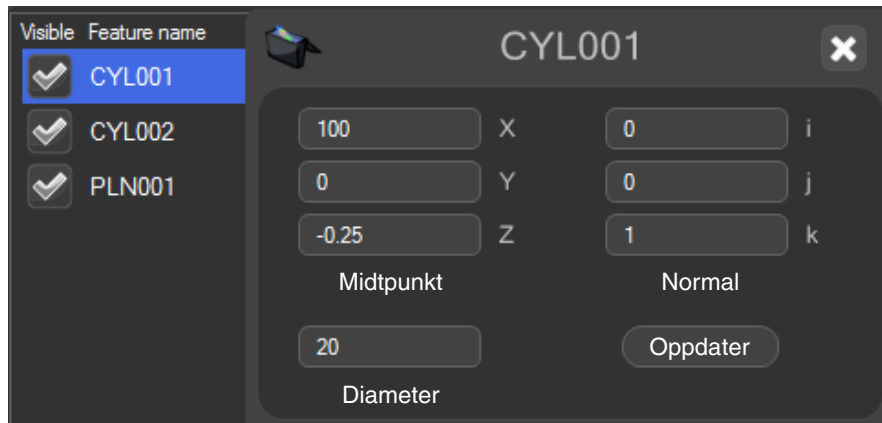 Visible Feature name
CYL001
CYL002
PLN001
CYL001
100 X 0 i
0 Y 0 j
-0.25 Z 1 k
Midtpunkt Normal
20 Oppdater
Diameter